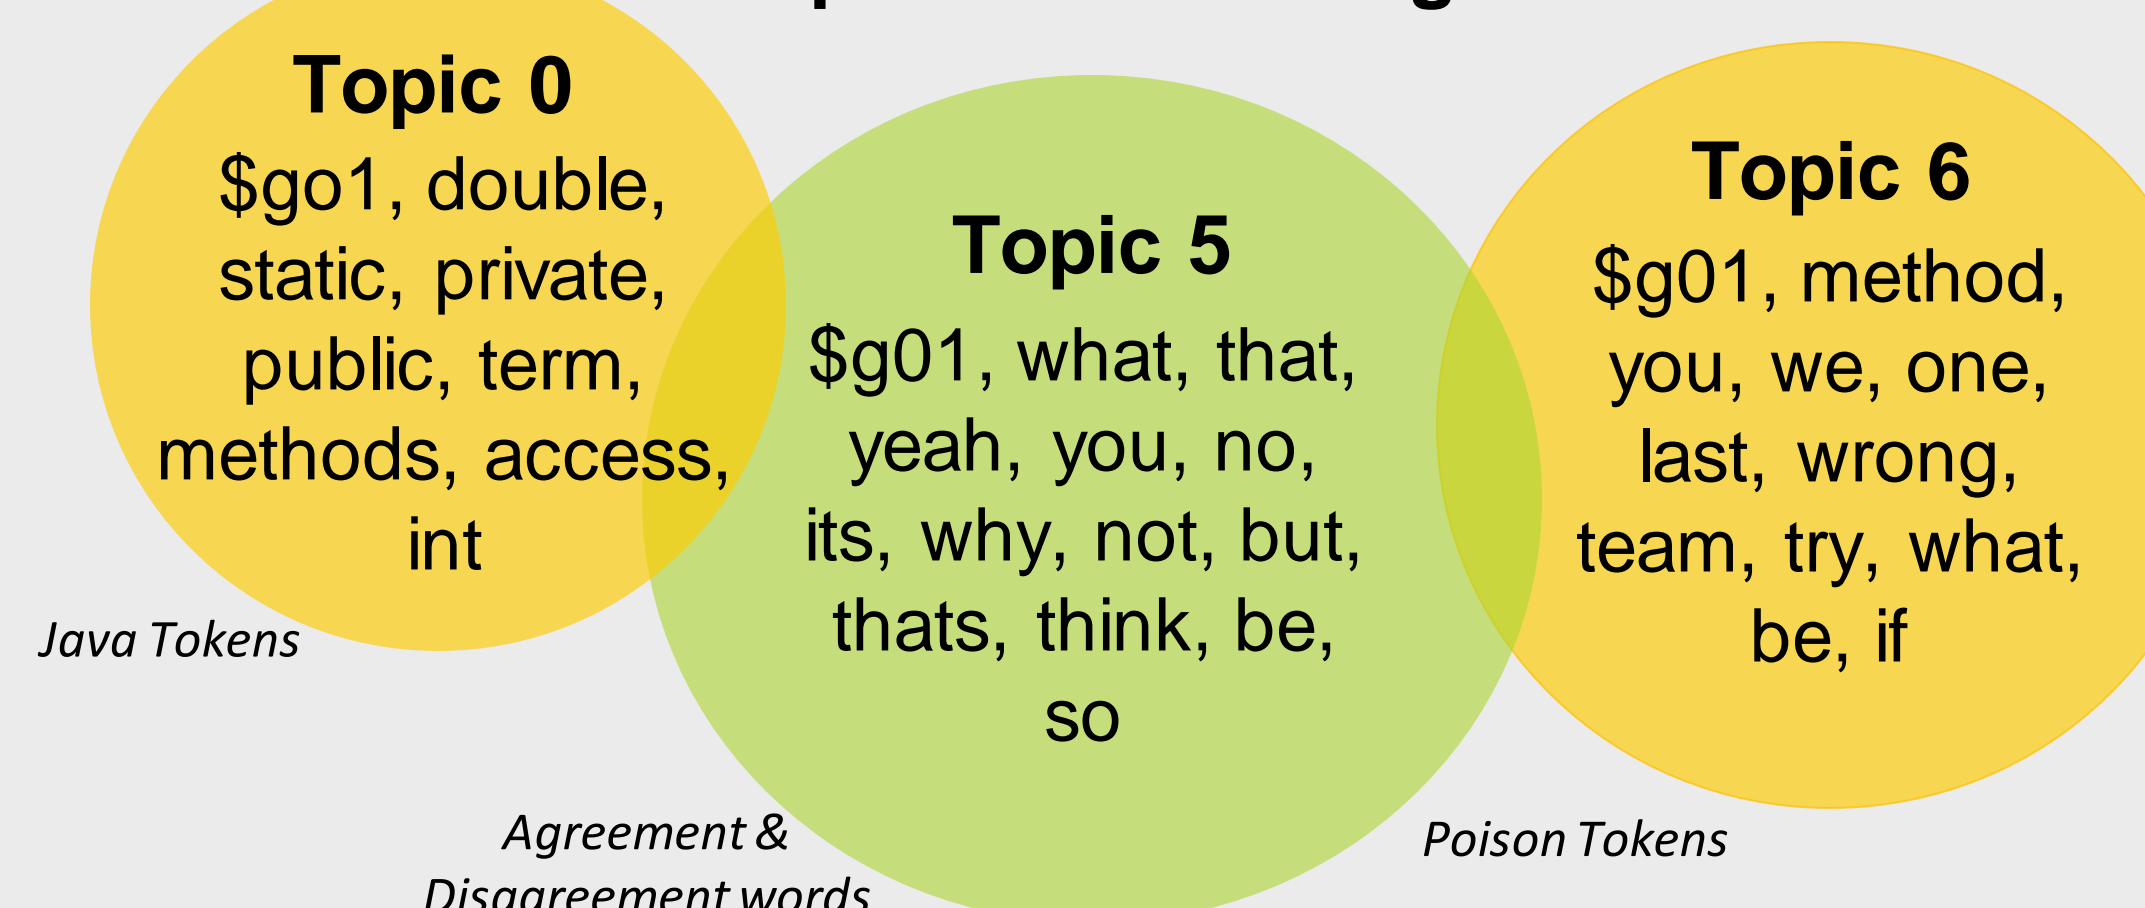 Topic 0
$go1, double,
static, private,
public, term,
methods, access,
int
Java Tokens
Topic 5
$g01, what, that,
yeah, you, no,
its, why, not, but,
thats, think, be,
so
Agreement &
Disagreement words
Topic 6
$g01, method,
you, we, one,
last, wrong,
team, try, what,
be, if
Poison Tokens